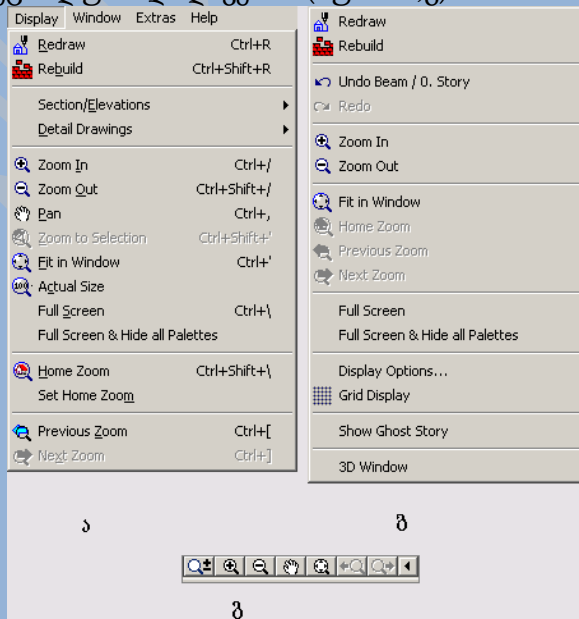 Display Window Extras Help
Redraw Ctrl+R
Rebuild Ctrl+Shift+R
Section/Elevations
Detail Drawings
Zoom In Ctrl+/
Zoom Out Ctrl+Shift+/
Pan Ctrl+,
Zoom to Selection Ctrl+Shift+'
Fit in Window Ctrl+'
Actual Size
Full Screen Ctrl+\
Full Screen & Hide all Palettes
Home Zoom Ctrl+Shift+\
Set Home Zoom
Previous Zoom Ctrl+[
Next Zoom Ctrl+]
ა
Redraw
Rebuild
Undo Beam / 0. Story
Redo
Zoom In
Zoom Out
Fit in Window
Home Zoom
Previous Zoom
Next Zoom
Full Screen
Full Screen & Hide all Palettes
Display Options...
Grid Display
Show Ghost Story
3D Window
ბ
გ